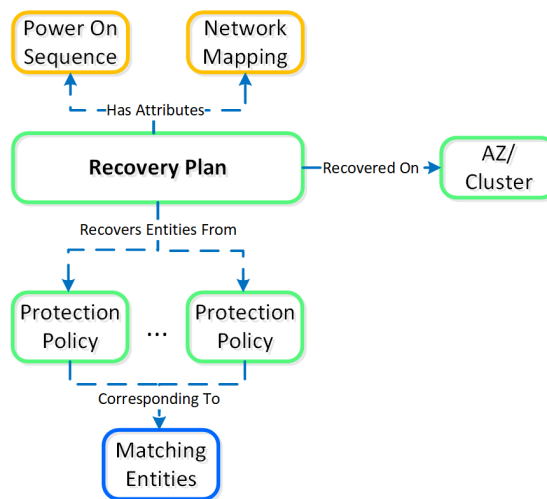 Power On
Sequence
Network
Mapping
Has Attributes
Recovery Plan
Recovered On
AZ/
Cluster
Recovers Entities From
Protection
Policy
...
Protection
Policy
Corresponding To
Matching
Entities